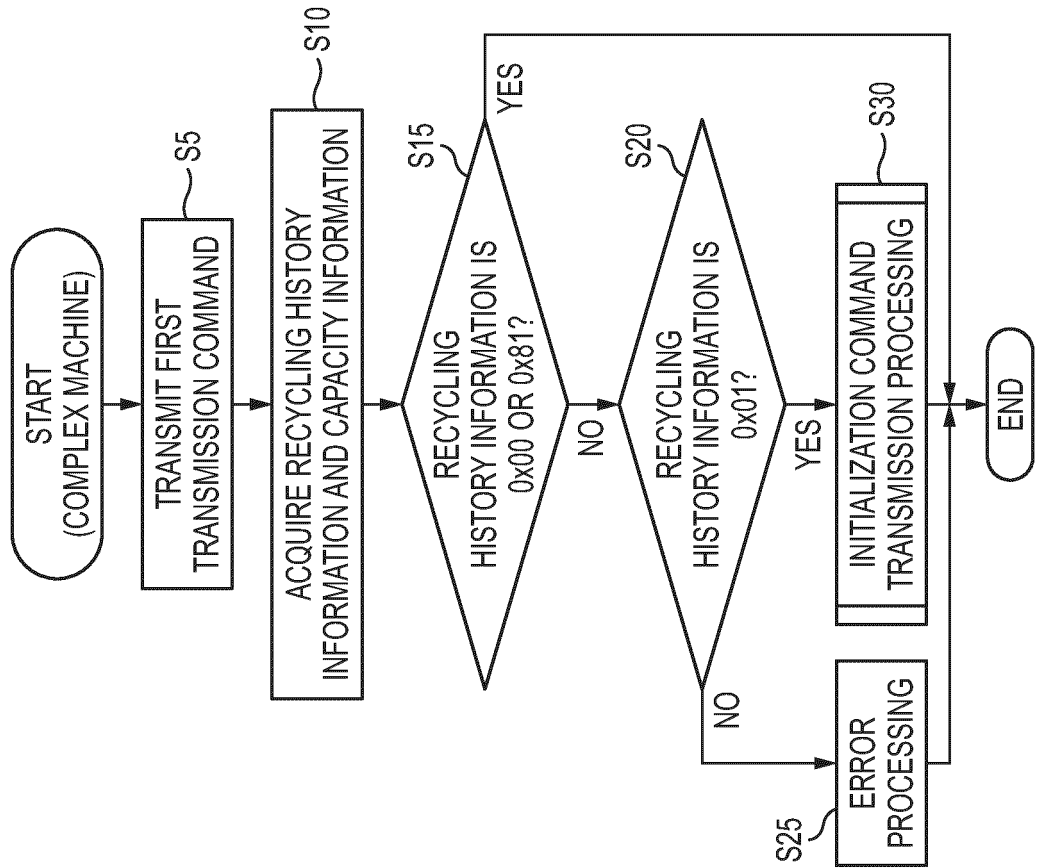 START
(COMPLEX MACHINE)
S5
TRANSMIT FIRST
TRANSMISSION COMMAND
S10
ACQUIRE RECYCLING HISTORY
INFORMATION AND CAPACITY INFORMATION
S15
RECYCLING
HISTORY INFORMATION IS
0x00 OR 0x81?
YES
NO
S20
RECYCLING
HISTORY INFORMATION IS
0x01?
NO
YES
S25
ERROR
PROCESSING
S30
INITIALIZATION COMMAND
TRANSMISSION PROCESSING
END